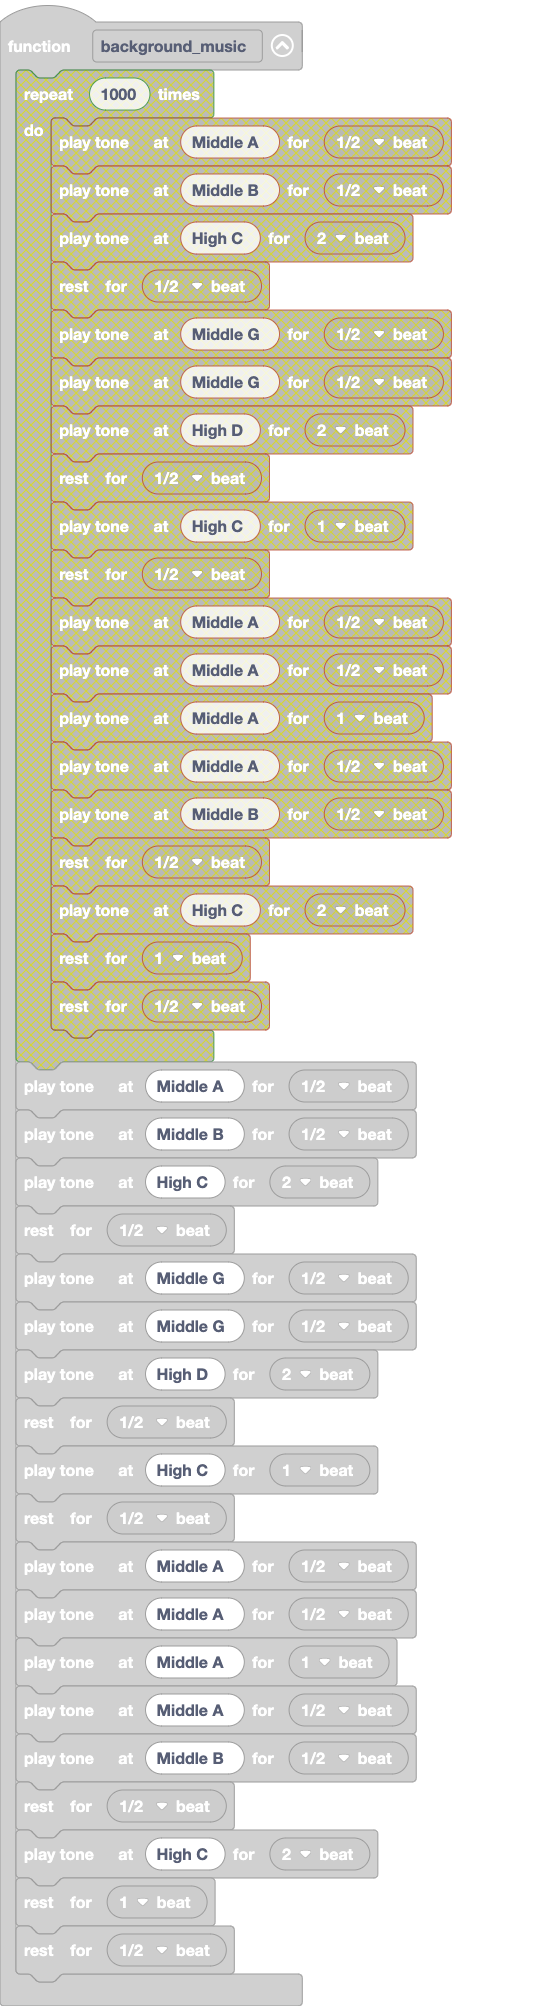 function background_music
repeat 1000 times
do play tone at Middle A for 1/2 beat
play tone at Middle B for 1/2 beat
play tone at High C for 2 beat
rest for 1/2 beat
play tone at Middle G for 1/2 beat
play tone at Middle G for 1/2 beat
play tone at High D for 2 beat
rest for 1/2 beat
play tone at High C for 1 beat
rest for 1/2 beat
play tone at Middle A for 1/2 beat
play tone at Middle A for 1/2 beat
play tone at Middle A for 1 beat
play tone at Middle A for 1/2 beat
play tone at Middle B for 1/2 beat
rest for 1/2 beat
play tone at High C for 2 beat
rest for 1 beat
rest for 1/2 beat
play tone at Middle A for 1/2 beat
play tone at Middle B for 1/2 beat
play tone at High C for 2 beat
rest for 1/2 beat
play tone at Middle G for 1/2 beat
play tone at Middle G for 1/2 beat
play tone at High D for 2 beat
rest for 1/2 beat
play tone at High C for 1 beat
rest for 1/2 beat
play tone at Middle A for 1/2 beat
play tone at Middle A for 1/2 beat
play tone at Middle A for 1 beat
play tone at Middle A for 1/2 beat
play tone at Middle B for 1/2 beat
rest for 1/2 beat
play tone at High C for 2 beat
rest for 1 beat
rest for 1/2 beat